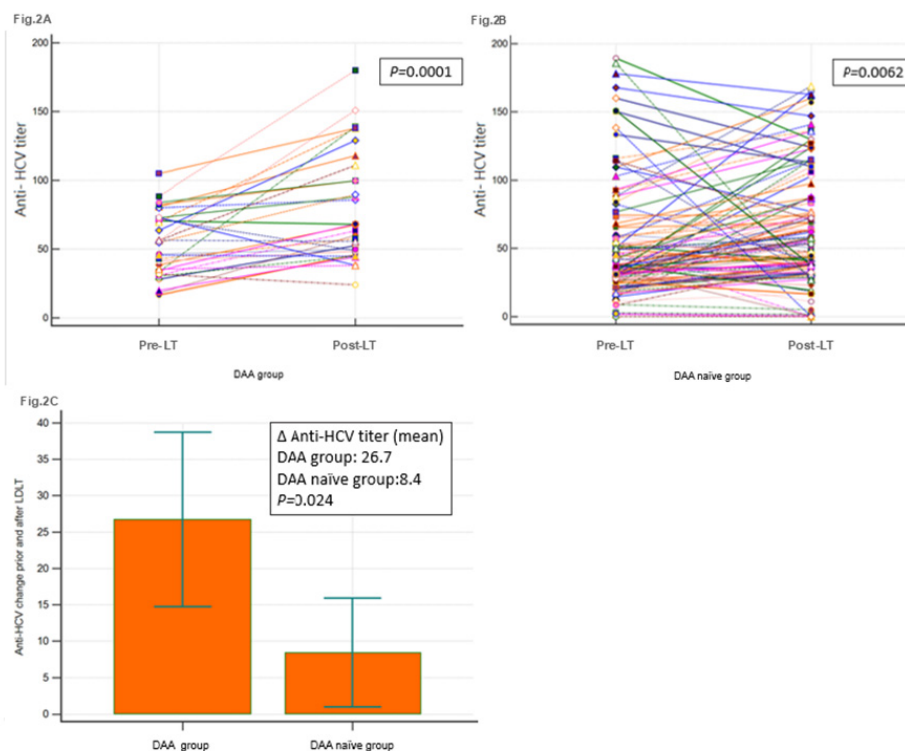 Fig.2A
200
150
100
50
0
Anti- HCV titer
P=0.0001
Pre-LT
Post-LT
DAA group
Fig.2B
200
150
100
50
0
Anti- HCV titer
P=0.0062
Pre-LT
Post-LT
DAA naïve group
Fig.2C
40
35
30
25
20
15
10
5
0
Anti-HCV change prior and after LDLT
Δ Anti-HCV titer (mean)
DAA group: 26.7
DAA naïve group:8.4
P=0.024
DAA group
DAA naïve group